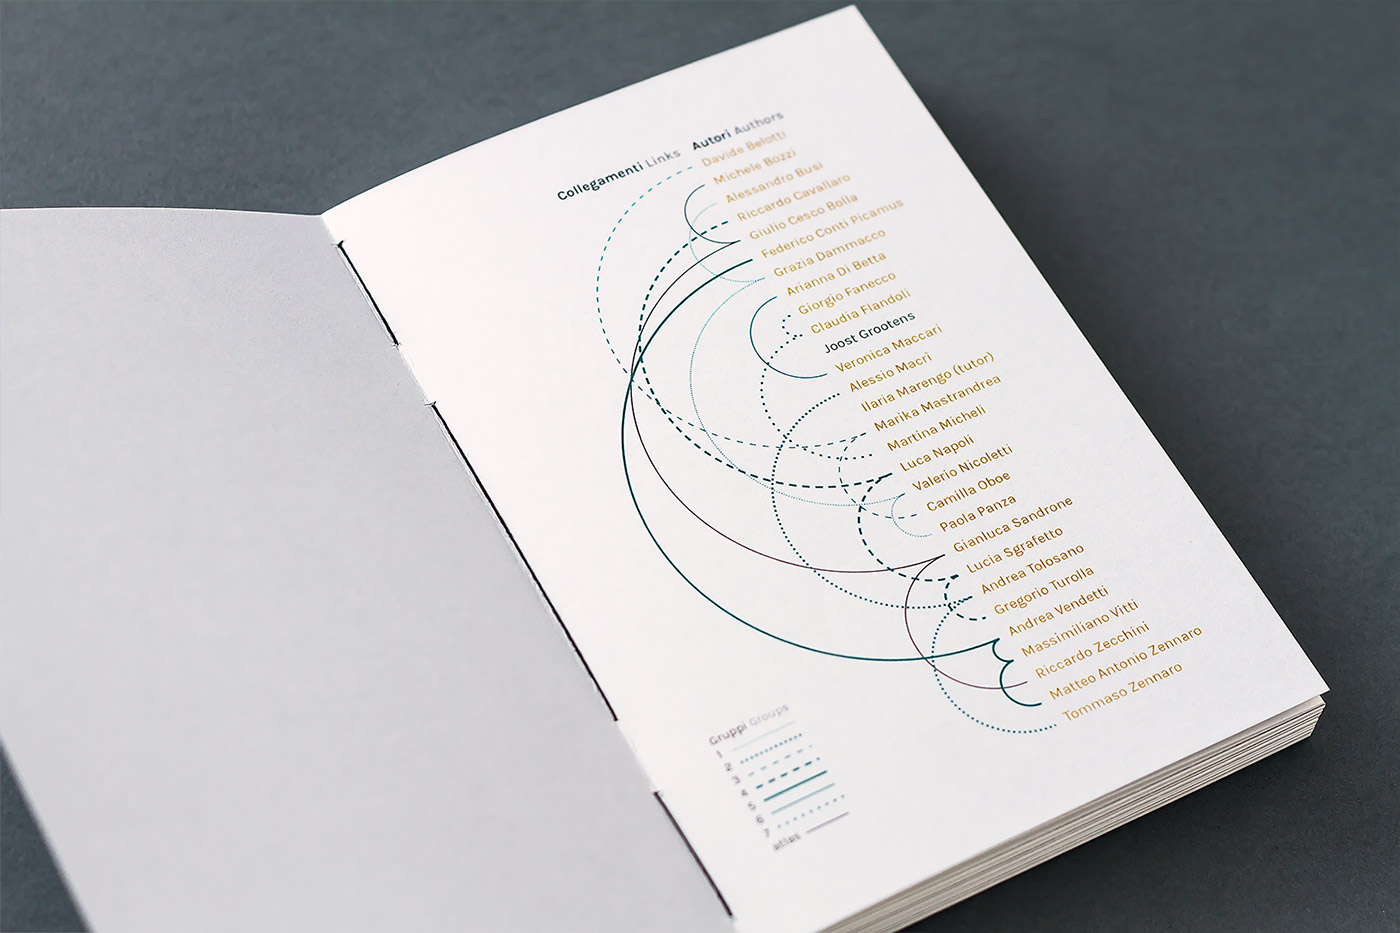 Collegamenti Links Autori Authors
Davide Belotti
Michele Bozzi
Alessandro Busi
Riccardo Cavallaro
Giulio Cesco Bolla
Federico Conti Picamus
Grazia Dammacco
Arianna Di Betta
Giorgio Fanecco
Claudia Flandoli
Joost Grootens
Veronica Maccari
Alessio Macrì
Ilaria Marengo (tutor)
Marika Mastrandrea
Martina Micheli
Luca Napoli
Valerio Nicoletti
Camilla Oboe
Paola Panza
Gianluca Sandrone
Lucia Sgrafetto
Andrea Tolosano
Gregorio Turolla
Andrea Vendetti
Massimiliano Vitti
Riccardo Zecchini
Matteo Antonio Zennaro
Tommaso Zennaro
Gruppi Groups
1
2
3
4
5
6
7
atlas